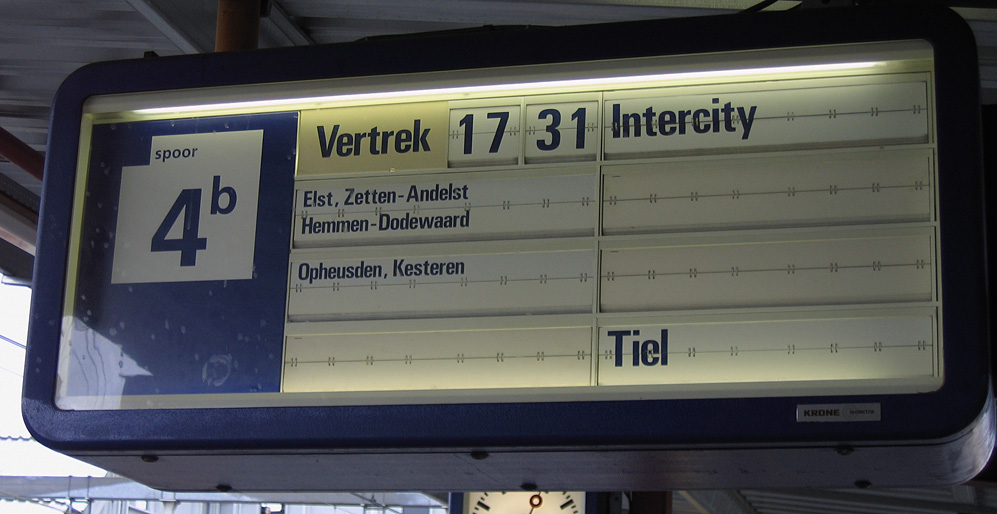 spoor
4b
Vertrek 17 31 Intercity
Elst, Zetten-Andelst
Hemmen-Dodewaard
Opheusden, Kesteren
Tiel
KRONE